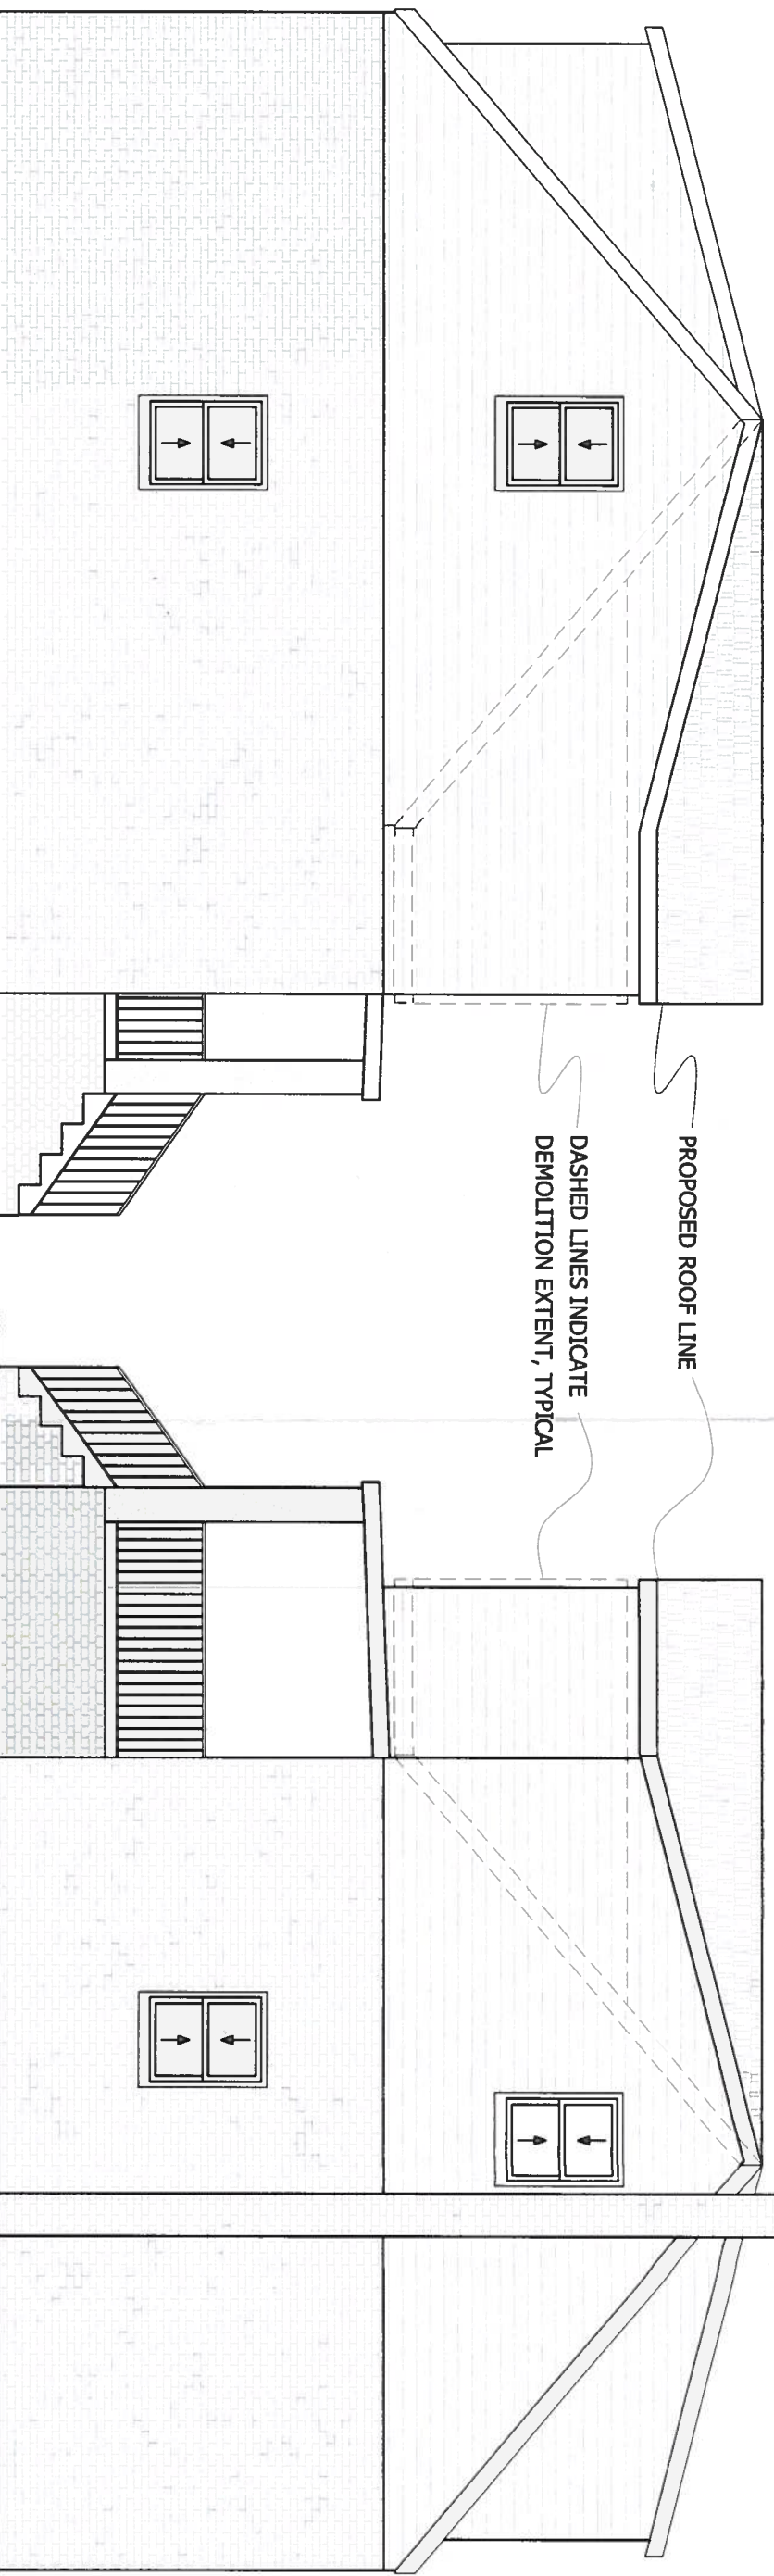 PROPOSED ROOF LINE
DASHED LINES INDICATE
DEMOLITION EXTENT, TYPICAL